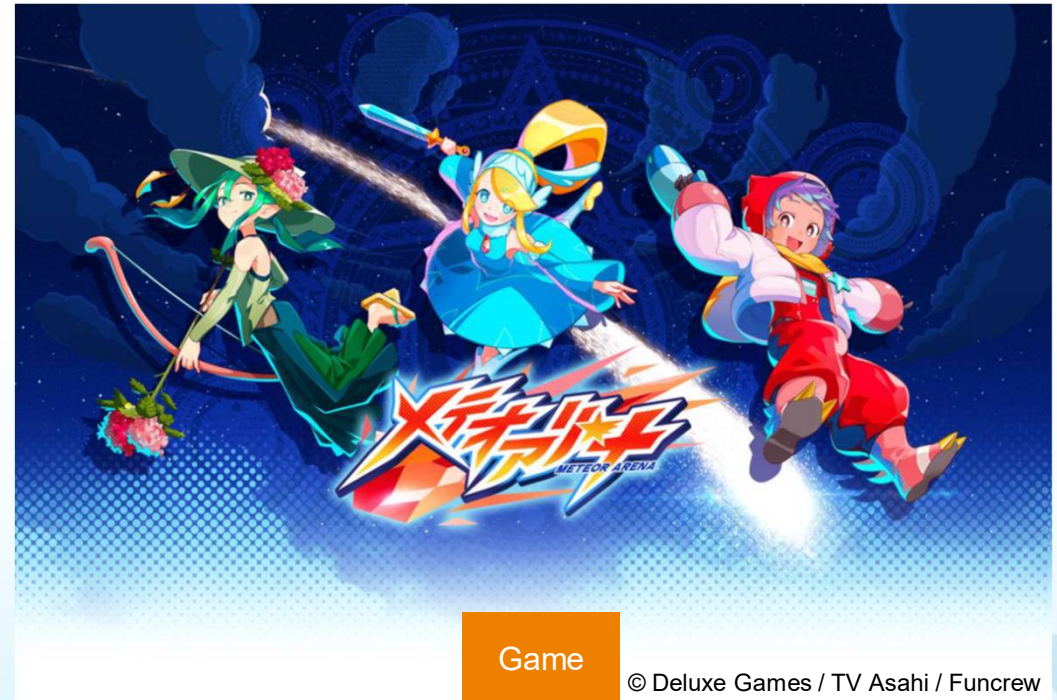 メテオアリーナ
METEOR ARENA
Game
© Deluxe Games / TV Asahi / Funcrew